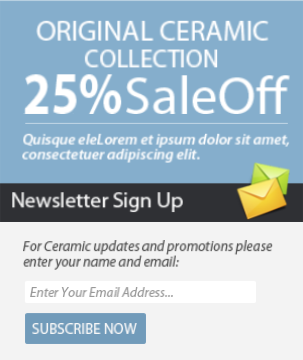 ORIGINAL CERAMIC
COLLECTION
25% SaleOff
Quisque eleLorem et ipsum dolor sit amet,
consectetuer adipiscing elit.
Newsletter Sign Up
For Ceramic updates and promotions please
enter your name and email:
Enter Your Email Address...
SUBSCRIBE NOW